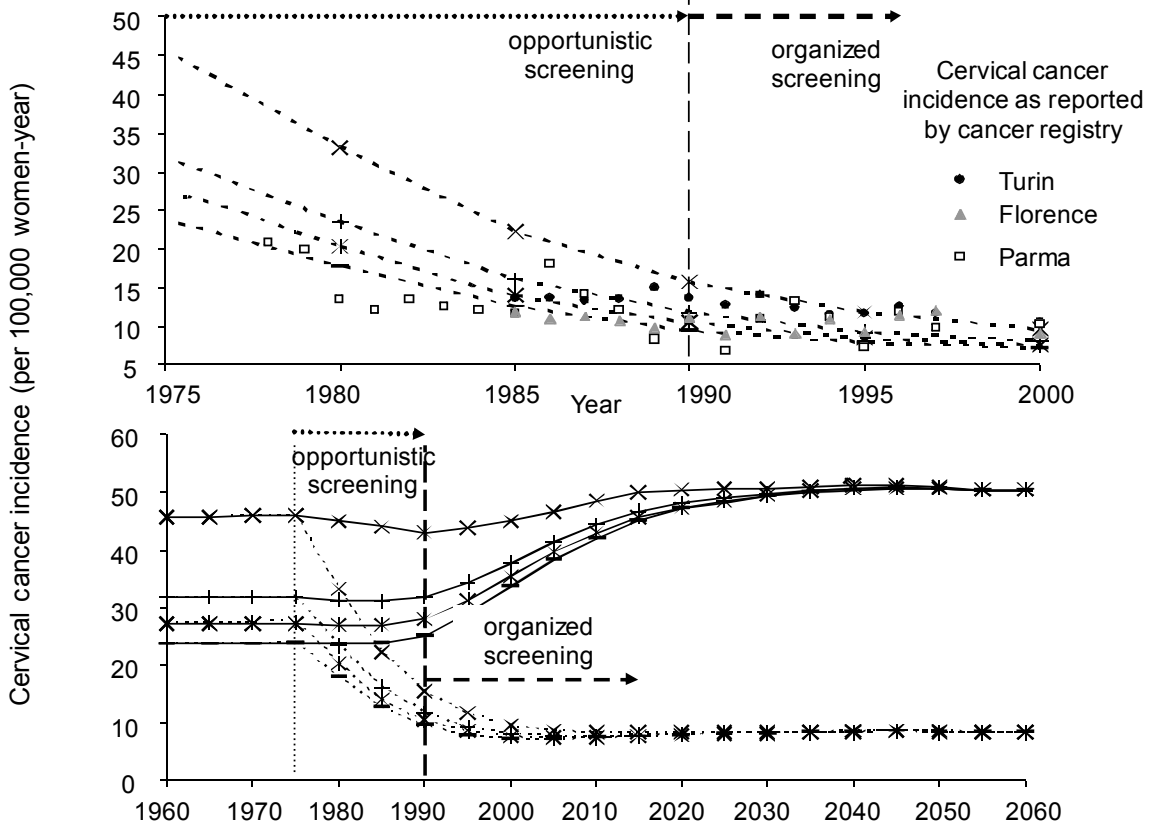 Cervical cancer incidence (per 100,000 women-year)
50
45
40
35
30
25
20
15
10
5
opportunistic
screening
organized
screening
Cervical cancer
incidence as reported
by cancer registry
Turin
Florence
Parma
1975
1980
1985
1990
1995
2000
Year
60
50
40
30
20
10
0
opportunistic
screening
organized
screening
1960
1970
1980
1990
2000
2010
2020
2030
2040
2050
2060